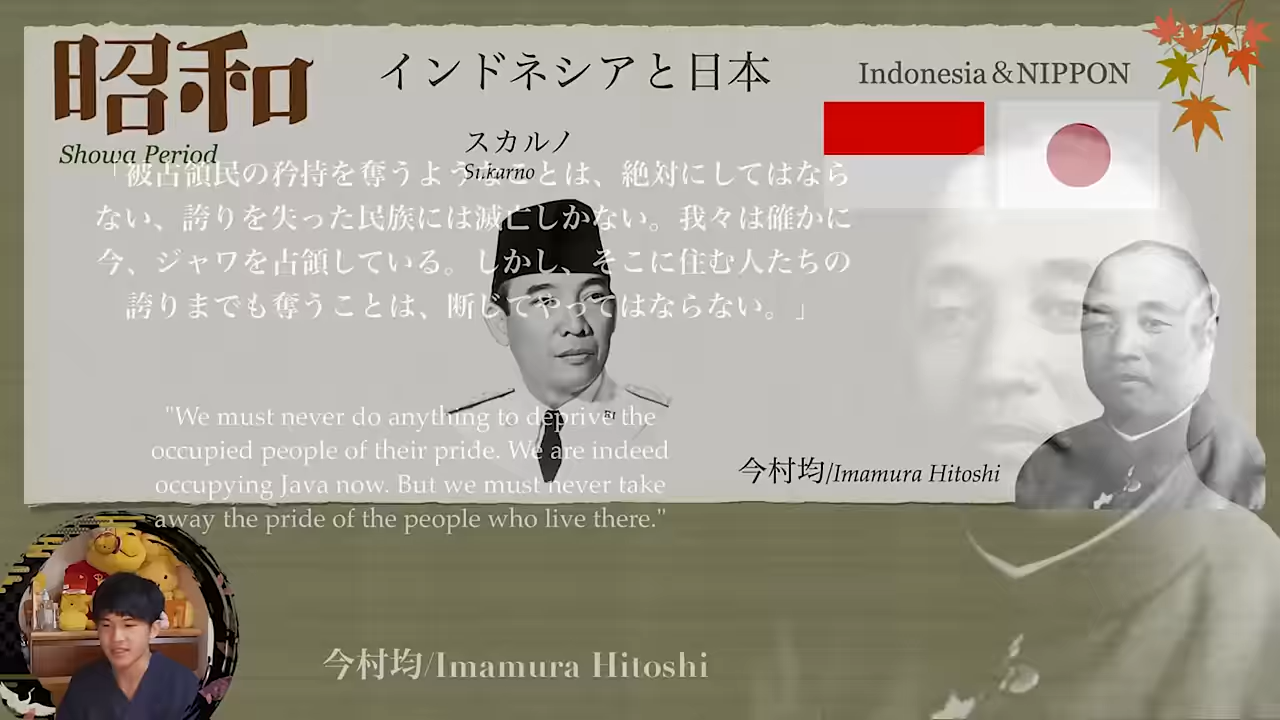 昭和
Showa Period
インドネシアと日本
Indonesia&NIPPON
スカルノ
Sukarno
「被占領民の矜持を奪うようなことは、絶対にしてはなら
ない、誇りを失った民族には滅亡しかない。我々は確かに
今、ジャワを占領している。しかし、そこに住む人たちの
誇りまでも奪うことは、断じてやってはならない。」
"We must never do anything to deprive the
occupied people of their pride. We are indeed
occupying Java now. But we must never take
away the pride of the people who live there."
今村均/Imamura Hitoshi
今村均/Imamura Hitoshi